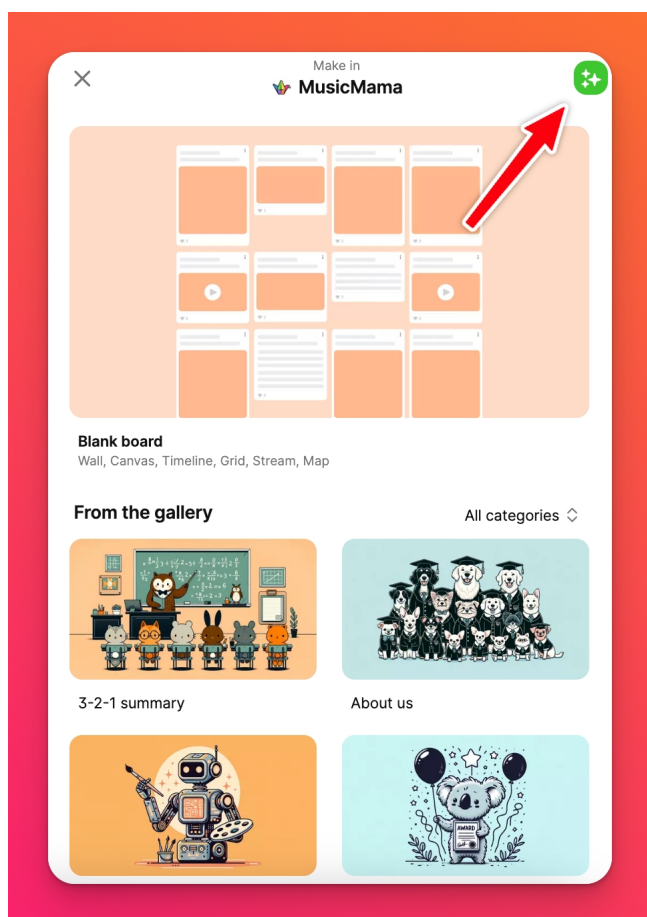 Make in
MusicMama
Blank board
Wall, Canvas, Timeline, Grid, Stream, Map
From the gallery
All categories
3-2-1 summary
About us
AWARD